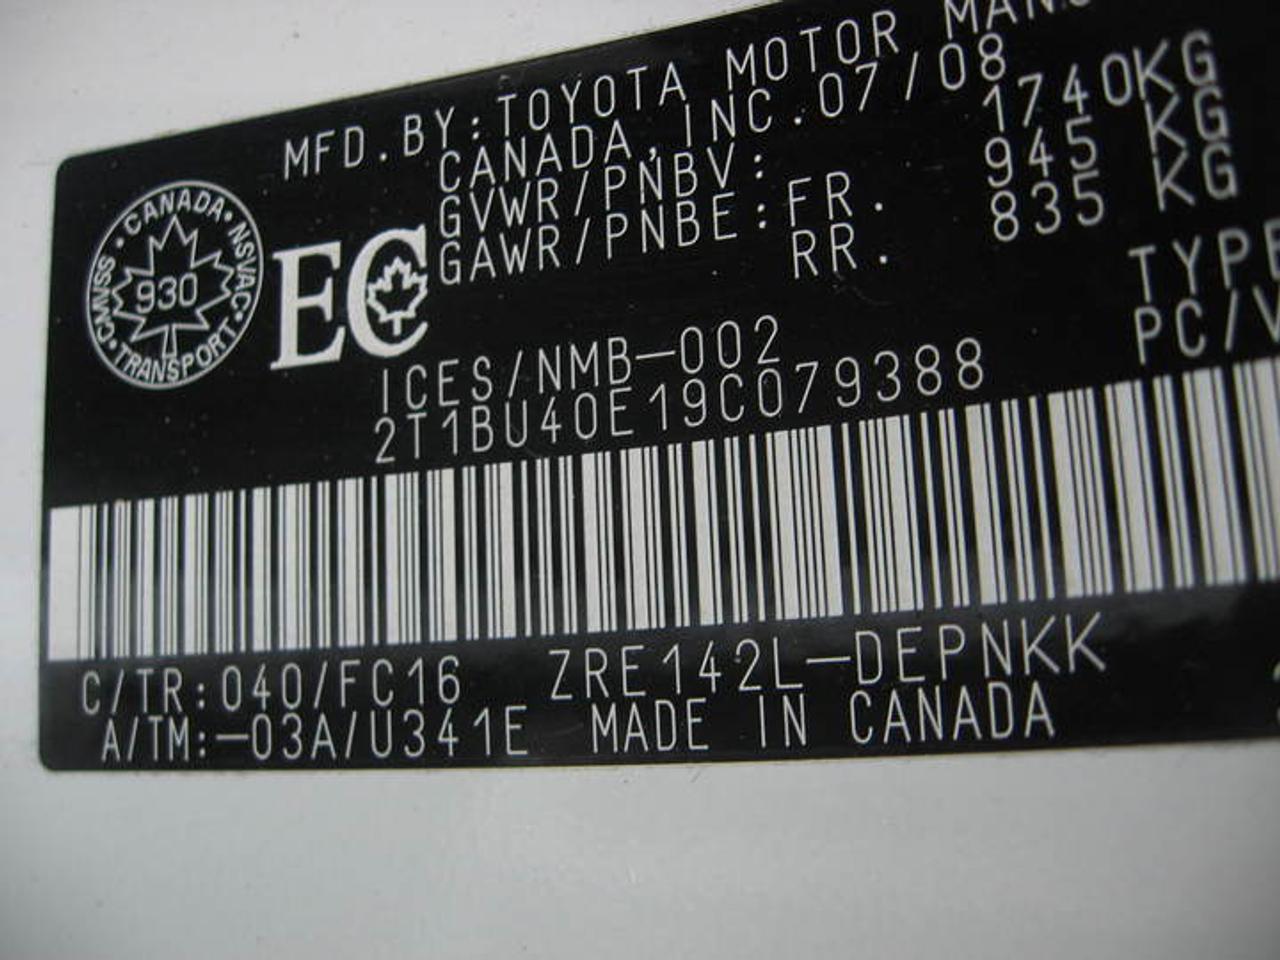 MFD.BY:TOYOTA MOTOR
CANADA,INC.07/08
GVWR/PNBV: 1740KG
GAWR/PNBE:FR. 945 KG
RR. 835 KG
CANADA • NSVAC • TRANSPORT • CMVSS •
930
EC
ICES/NMB-002
2T1BU40E19C079388
TYPE
PC/V
C/TR:040/FC16 ZRE142L-DEPNKK
A/TM:-03A/U341E MADE IN CANADA